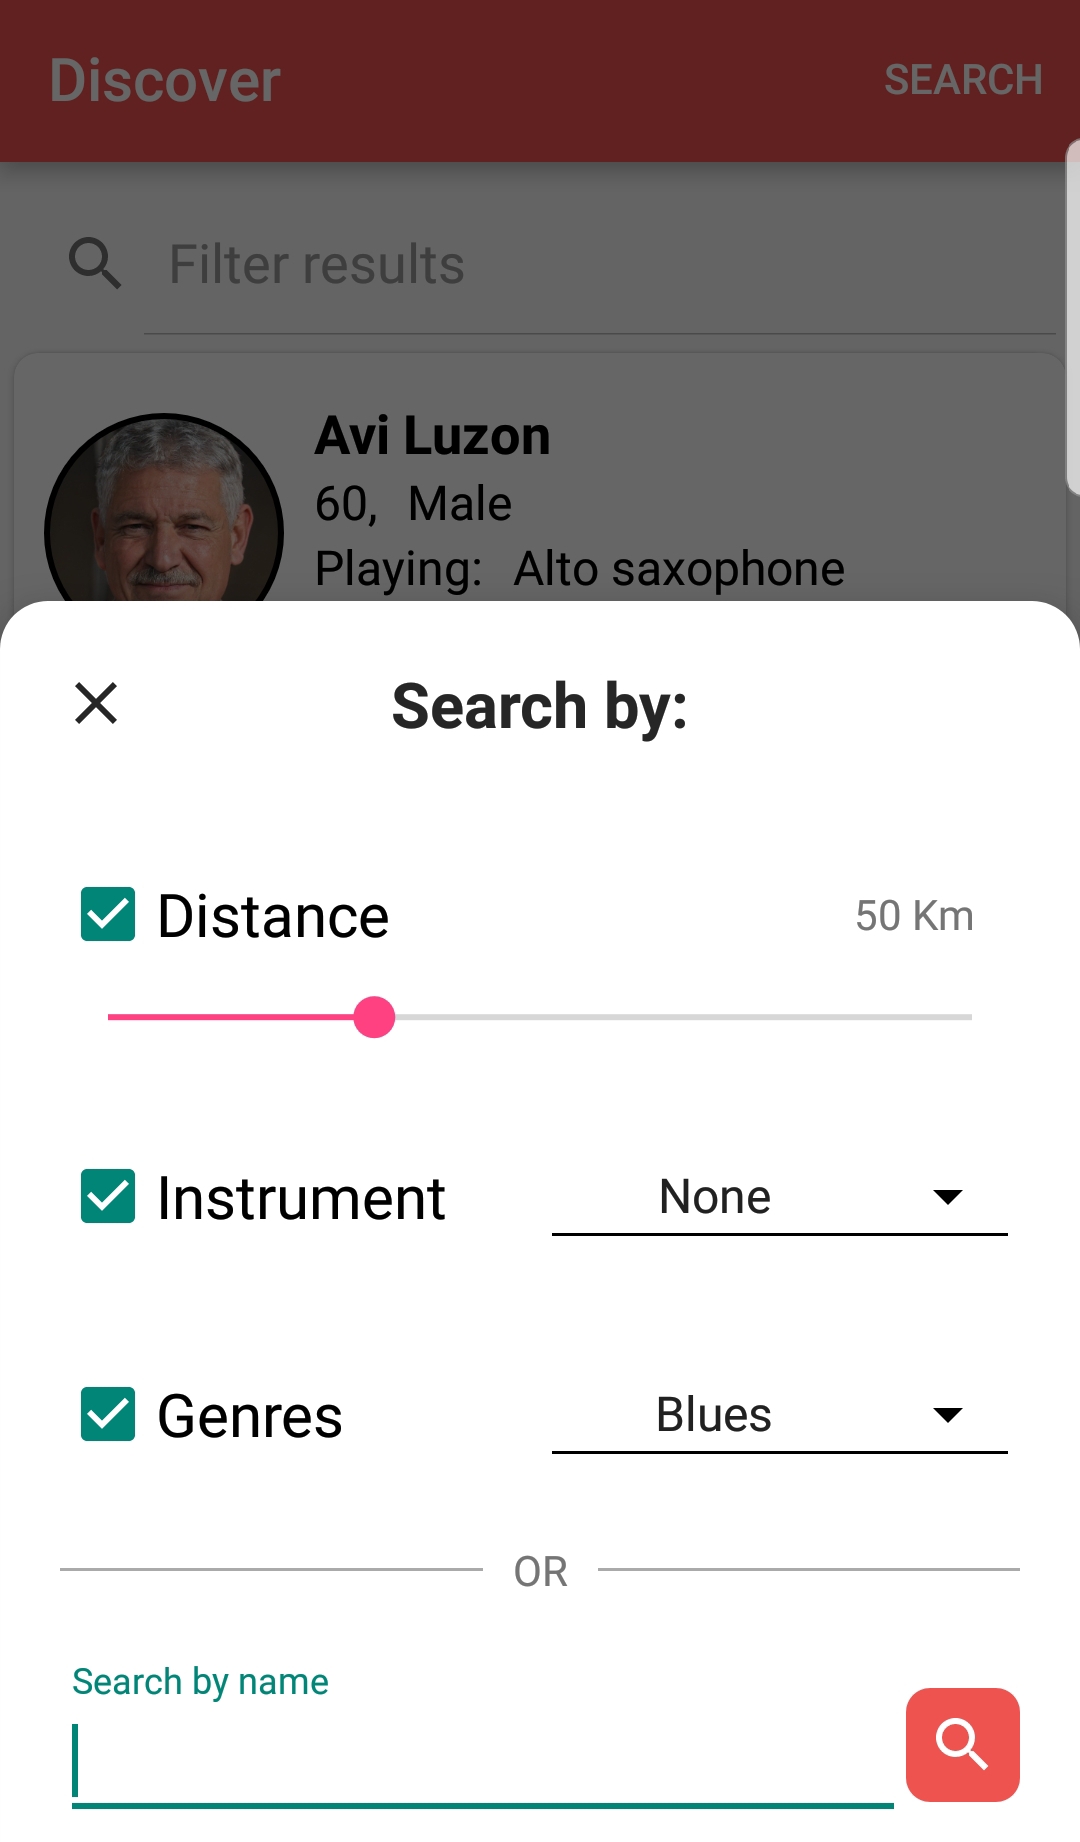 Discover SEARCH
Filter results
Avi Luzon
60, Male
Playing: Alto saxophone
Search by:
Distance 50 Km
Instrument None
Genres Blues
OR
Search by name